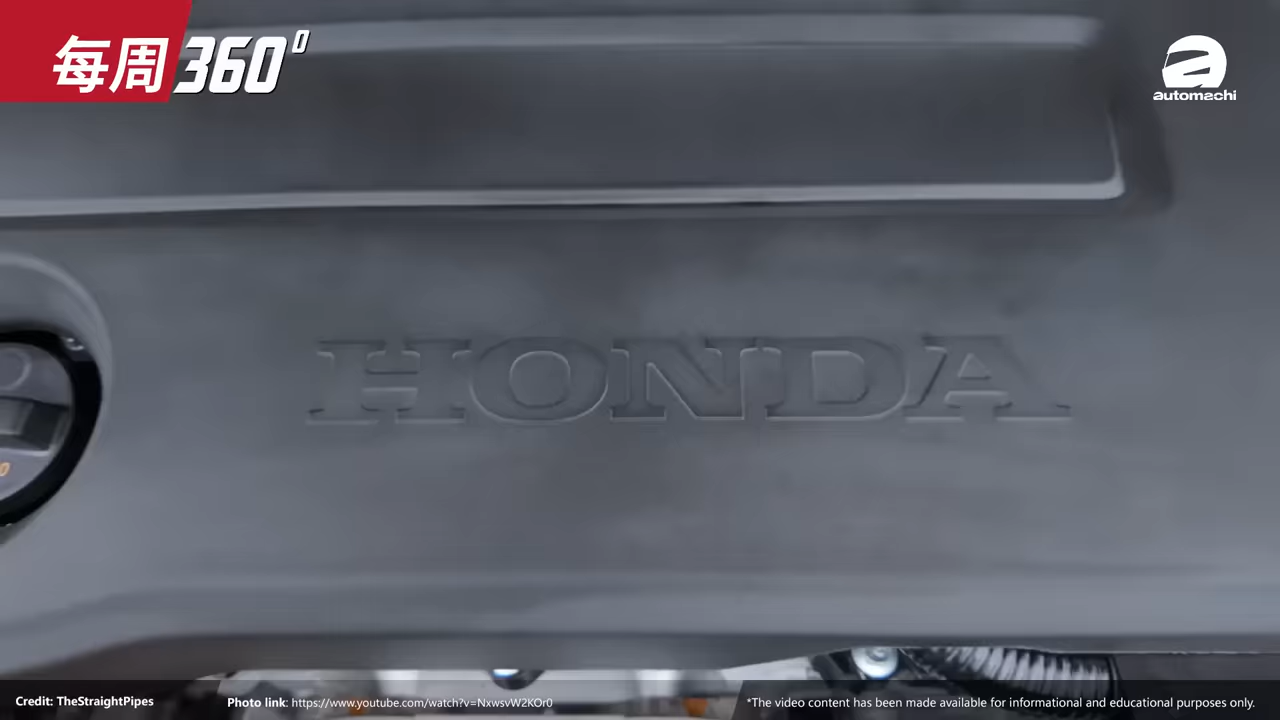 每周360°
automachi
HONDA
Credit: TheStraightPipes
Photo link: https://www.youtube.com/watch?v=NxwsvW2KOr0
*The video content has been made available for informational and educational purposes only.